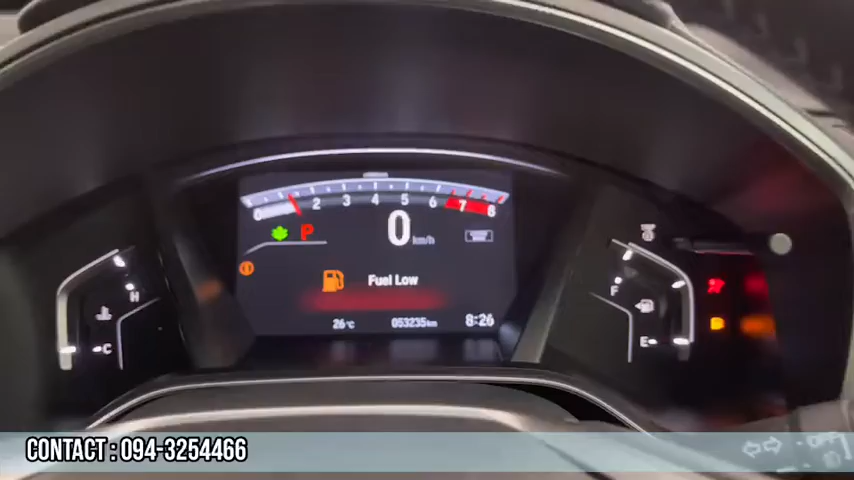 0 2 3 4 5 6 7 8
P
0 km/h
Fuel Low
26°C 053235km 8:26
H
C
F
E
OFF
CONTACT : 094-3254466